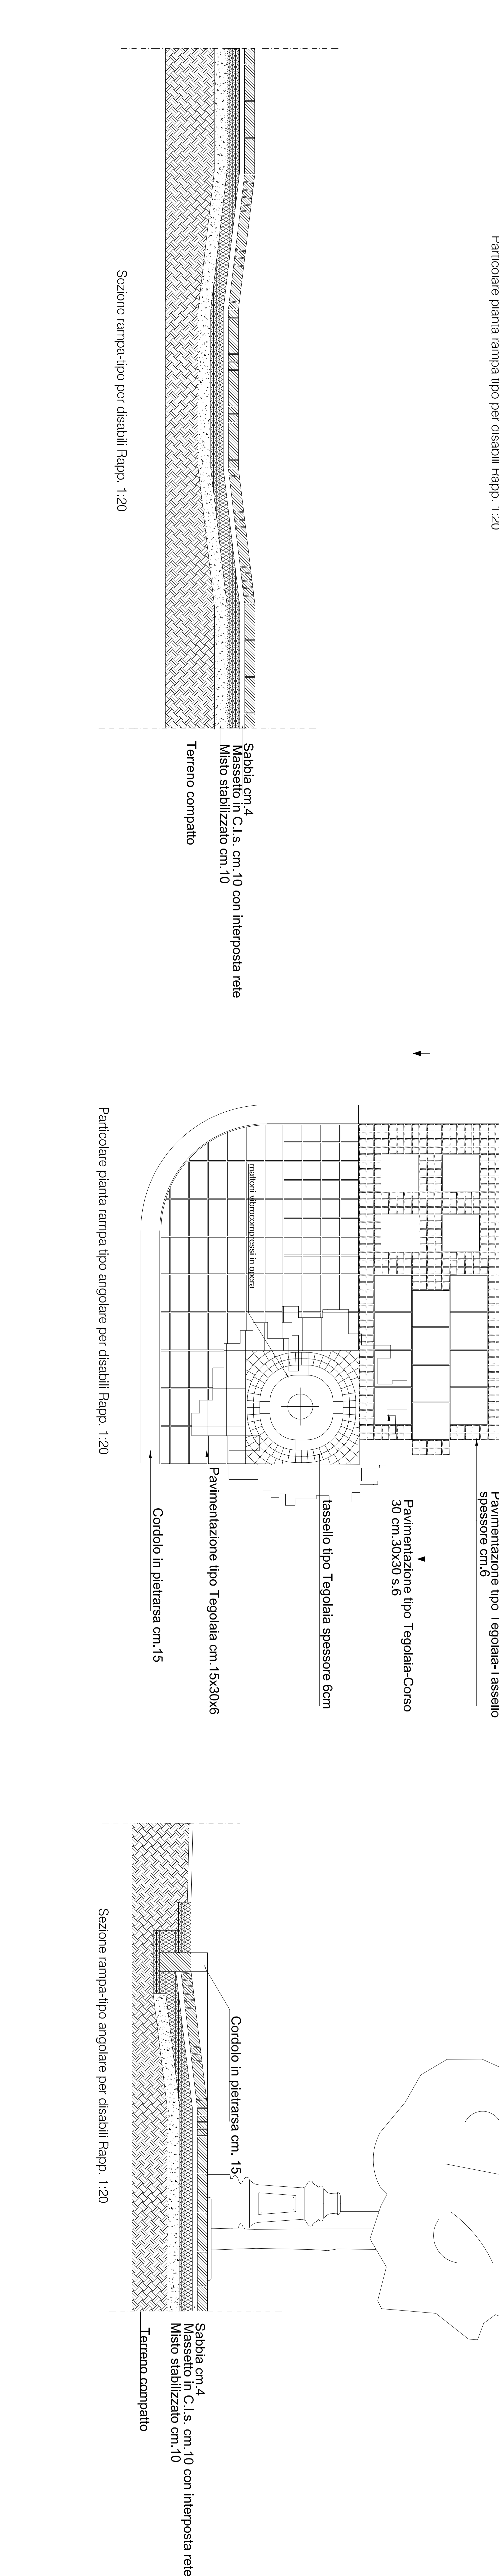 Particolare pianta rampa tipo per disabili Rapp. 1:20
Sezione rampa-tipo per disabili Rapp. 1:20
Sabbia cm.4
Massetto in C.l.s. cm.10 con interposta rete
Misto stabilizzato cm.10
Terreno compatto
Pavimentazione tipo Tegolaia-Tassello
spessore cm.6
Pavimentazione tipo Tegolaia-Corso
30 cm.30x30 s.6
tassello tipo Tegolaia spessore 6cm
mattoni vibrocompressi in opera
Pavimentazione tipo Tegolaia cm.15x30x6
Cordolo in pietrarsa cm.15
Particolare pianta rampa tipo angolare per disabili Rapp. 1:20
Cordolo in pietrarsa cm. 15
Sabbia cm.4
Massetto in C.l.s. cm.10 con interposta rete
Misto stabilizzato cm.10
Terreno compatto
Sezione rampa-tipo angolare per disabili Rapp. 1:20